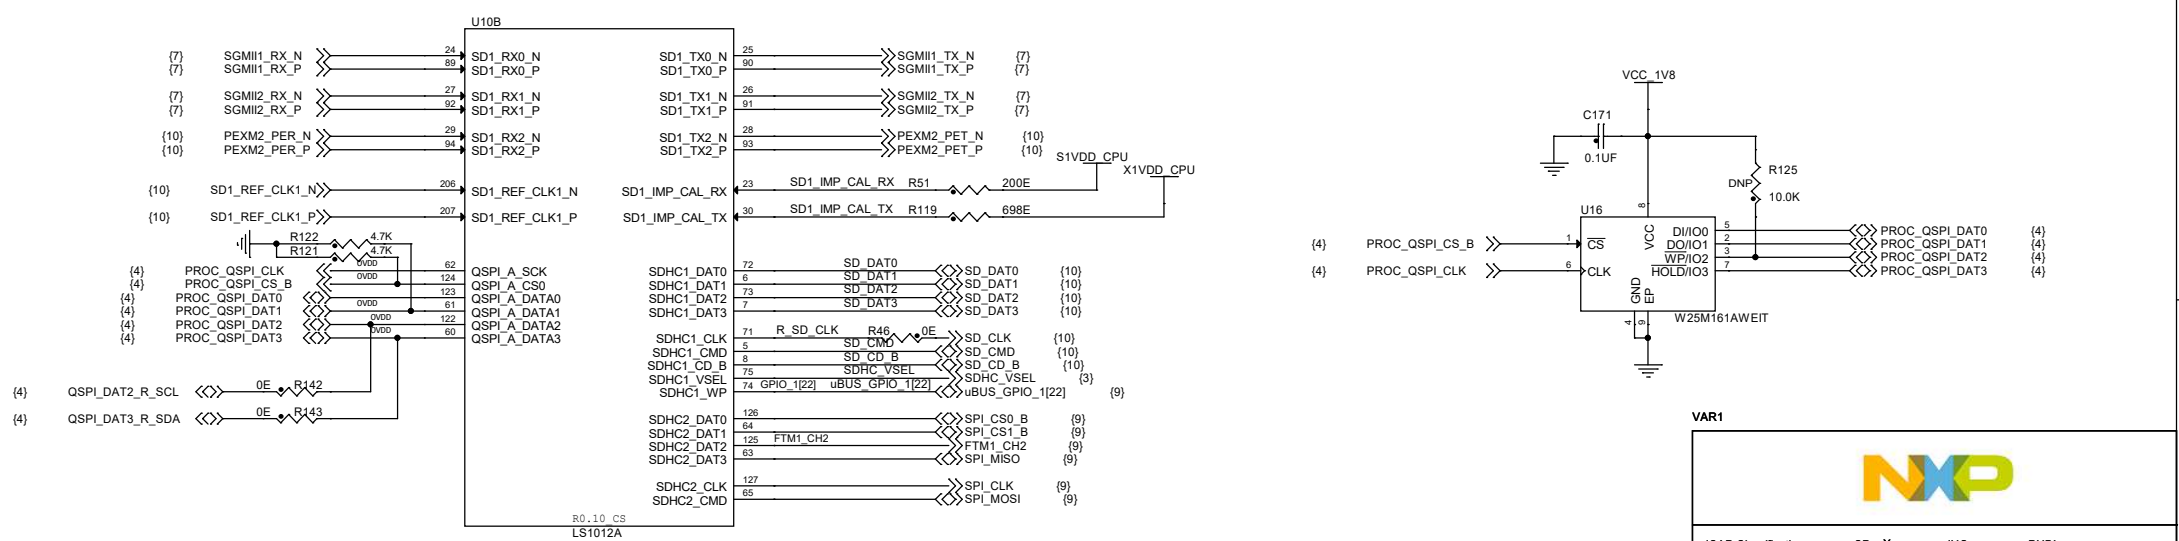 U10B
{7} SGMII1_RX_N 24 SD1_RX0_N SD1_TX0_N 25 SGMII1_TX_N {7}
{7} SGMII1_RX_P 89 SD1_RX0_P SD1_TX0_P 90 SGMII1_TX_P {7}
{7} SGMII2_RX_N 27 SD1_RX1_N SD1_TX1_N 26 SGMII2_TX_N {7}
{7} SGMII2_RX_P 92 SD1_RX1_P SD1_TX1_P 91 SGMII2_TX_P {7}
{10} PEXM2_PER_N 29 SD1_RX2_N SD1_TX2_N 28 PEXM2_PET_N {10}
{10} PEXM2_PER_P 94 SD1_RX2_P SD1_TX2_P 93 PEXM2_PET_P {10}
S1VDD_CPU
X1VDD_CPU
{10} SD1_REF_CLK1_N 206 SD1_REF_CLK1_N SD1_IMP_CAL_RX 23 SD1_IMP_CAL_RX R51 200E
{10} SD1_REF_CLK1_P 207 SD1_REF_CLK1_P SD1_IMP_CAL_TX 30 SD1_IMP_CAL_TX R119 698E
R122 4.7K
R121 4.7K
{4} PROC_QSPI_CLK OVDD 62 QSPI_A_SCK SDHC1_DAT0 72 SD_DAT0 SD_DAT0 {10}
{4} PROC_QSPI_CS_B 124 QSPI_A_CS0 SDHC1_DAT1 6 SD_DAT1 SD_DAT1 {10}
{4} PROC_QSPI_DAT0 123 QSPI_A_DATA0 SDHC1_DAT2 73 SD_DAT2 SD_DAT2 {10}
{4} PROC_QSPI_DAT1 OVDD 61 QSPI_A_DATA1 SDHC1_DAT3 7 SD_DAT3 SD_DAT3 {10}
{4} PROC_QSPI_DAT2 OVDD 122 QSPI_A_DATA2
{4} PROC_QSPI_DAT3 OVDD 60 QSPI_A_DATA3 SDHC1_CLK 71 R_SD_CLK R46 0E SD_CLK {10}
SDHC1_CMD 5 SD_CMD SD_CMD {10}
SDHC1_CD_B 8 SD_CD_B SD_CD_B {10}
SDHC1_VSEL 75 SDHC_VSEL SDHC_VSEL {3}
{4} QSPI_DAT2_R_SCL 0E R142 SDHC1_WP 74 GPIO_1[22] uBUS_GPIO_1[22] uBUS_GPIO_1[22] {9}
{4} QSPI_DAT3_R_SDA 0E R143 SDHC2_DAT0 126 SPI_CS0_B {9}
SDHC2_DAT1 64 SPI_CS1_B {9}
SDHC2_DAT2 125 FTM1_CH2 FTM1_CH2 {9}
SDHC2_DAT3 63 SPI_MISO {9}
SDHC2_CLK 127 SPI_CLK {9}
SDHC2_CMD 65 SPI_MOSI {9}
R0.10_CS
LS1012A
VCC_1V8
C171
0.1UF
R125
DNP
10.0K
U16
8
VCC
{4} PROC_QSPI_CS_B 1 CS DI/IO0 5 PROC_QSPI_DAT0 {4}
DO/IO1 2 PROC_QSPI_DAT1 {4}
WP/IO2 3 PROC_QSPI_DAT2 {4}
{4} PROC_QSPI_CLK 6 CLK HOLD/IO3 7 PROC_QSPI_DAT3 {4}
GND EP
4 9
W25M161AWEIT
VAR1
NXP